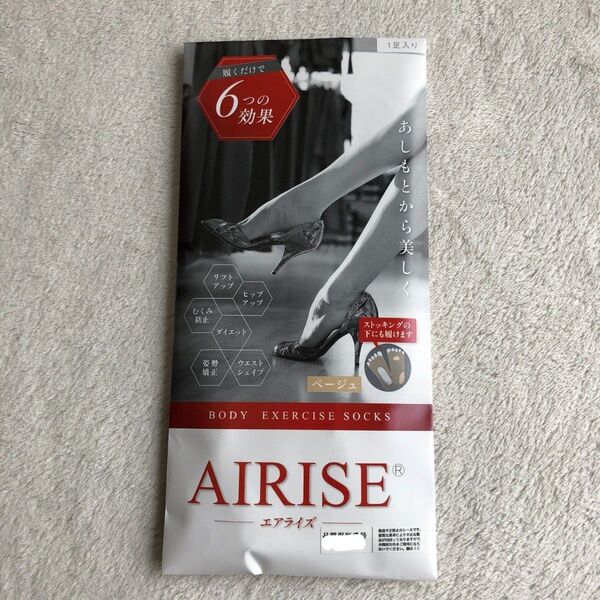 1足入り
履くだけで
6つの
効果
あしもとから美しく
リフト
アップ
ヒップ
アップ
むくみ
防止
ダイエット
姿勢
矯正
ウエスト
シェイプ
ストッキングの
下にも履けます
ベージュ
BODY EXERCISE SOCKS
AIRISE®
エアライズ